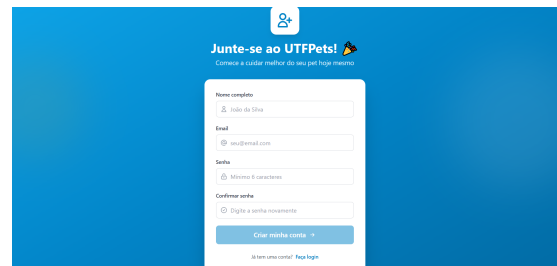 Junte-se ao UTFPets! 🎉
Comece a cuidar melhor do seu pet hoje mesmo
Nome completo
João da Silva
Email
seu@email.com
Senha
Mínimo 6 caracteres
Confirmar senha
Digite a senha novamente
Criar minha conta →
Já tem uma conta? Faça login